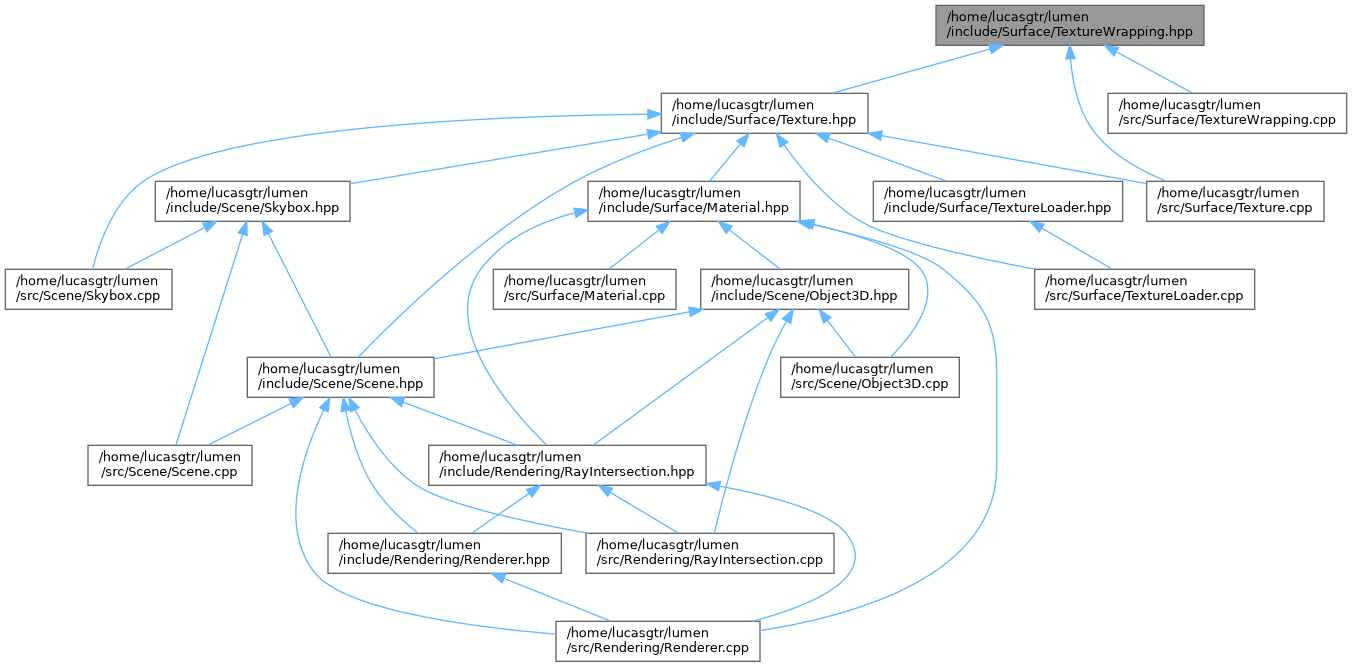 /home/lucasgtr/lumen
/include/Surface/TextureWrapping.hpp
/home/lucasgtr/lumen
/include/Surface/Texture.hpp
/home/lucasgtr/lumen
/src/Surface/TextureWrapping.cpp
/home/lucasgtr/lumen
/include/Scene/Skybox.hpp
/home/lucasgtr/lumen
/include/Surface/Material.hpp
/home/lucasgtr/lumen
/include/Surface/TextureLoader.hpp
/home/lucasgtr/lumen
/src/Surface/Texture.cpp
/home/lucasgtr/lumen
/src/Scene/Skybox.cpp
/home/lucasgtr/lumen
/src/Surface/Material.cpp
/home/lucasgtr/lumen
/include/Scene/Object3D.hpp
/home/lucasgtr/lumen
/src/Surface/TextureLoader.cpp
/home/lucasgtr/lumen
/include/Scene/Scene.hpp
/home/lucasgtr/lumen
/src/Scene/Object3D.cpp
/home/lucasgtr/lumen
/src/Scene/Scene.cpp
/home/lucasgtr/lumen
/include/Rendering/RayIntersection.hpp
/home/lucasgtr/lumen
/include/Rendering/Renderer.hpp
/home/lucasgtr/lumen
/src/Rendering/RayIntersection.cpp
/home/lucasgtr/lumen
/src/Rendering/Renderer.cpp